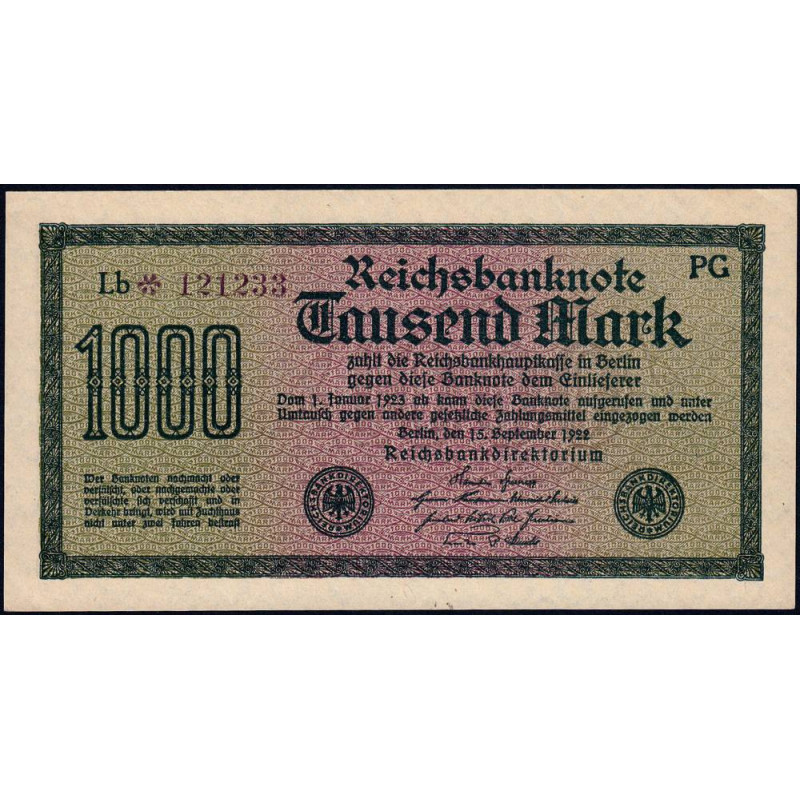 Lb * 121233
Reichsbanknote
PG
Tausend Mark
1000
zahlt die Reichsbankhauptkasse in Berlin
gegen diese Banknote dem Einlieferer
Vom 1. Januar 1923 ab kann diese Banknote aufgerufen und unter
Umtausch gegen andere gesetzliche Zahlungsmittel eingezogen werden
Berlin, den 15. September 1922
Reichsbankdirektorium
Wer Banknoten nachmacht oder
verfälscht, oder nachgemachte oder
verfälschte sich verschafft und in
Verkehr bringt, wird mit Zuchthaus
nicht unter zwei Jahren bestraft
REICHSBANKDIREKTORIUM
REICHSBANKDIREKTORIUM